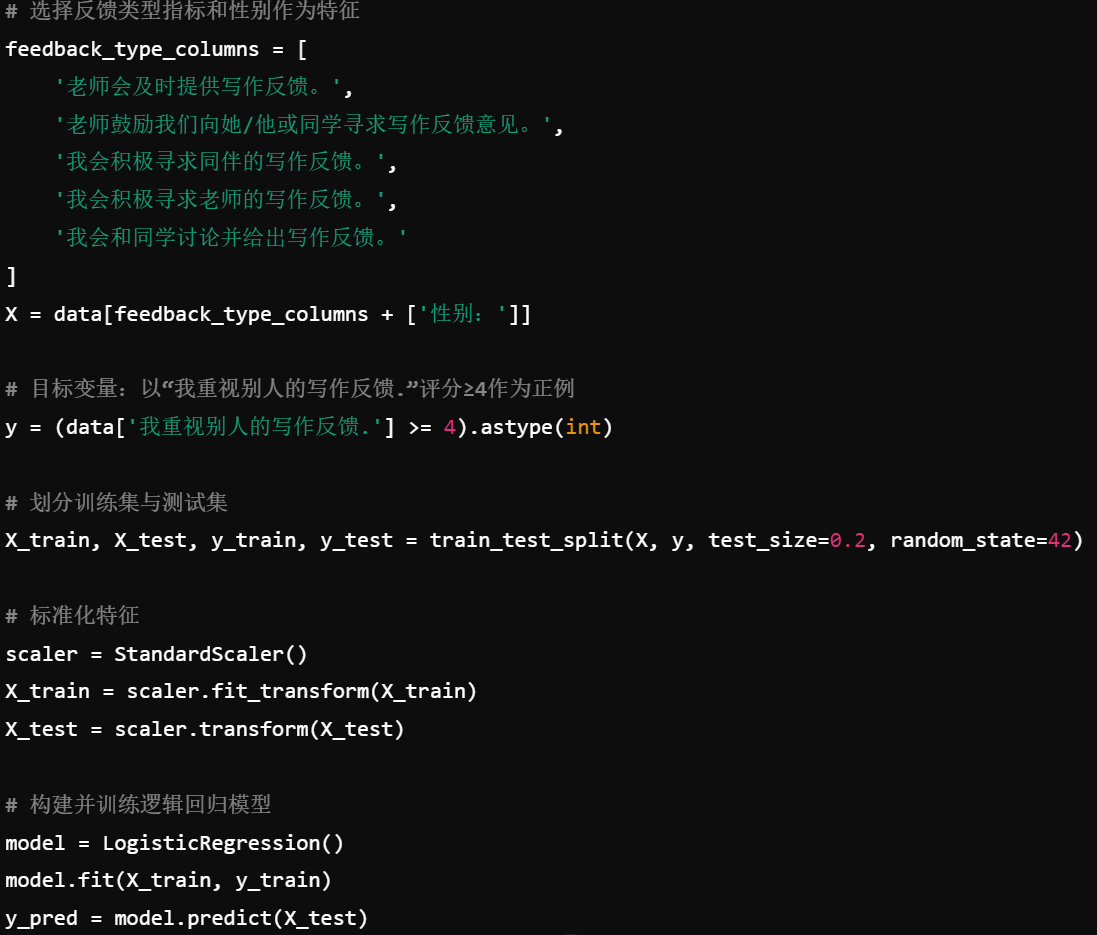 # 选择反馈类型指标和性别作为特征
feedback_type_columns = [
    '老师会及时提供写作反馈。',
    '老师鼓励我们向她/他或同学寻求写作反馈意见。',
    '我会积极寻求同伴的写作反馈。',
    '我会积极寻求老师的写作反馈。',
    '我会和同学讨论并给出写作反馈。'
]
X = data[feedback_type_columns + ['性别：']]
# 目标变量：以“我重视别人的写作反馈.”评分≥4作为正例
y = (data['我重视别人的写作反馈.'] >= 4).astype(int)
# 划分训练集与测试集
X_train, X_test, y_train, y_test = train_test_split(X, y, test_size=0.2, random_state=42)
# 标准化特征
scaler = StandardScaler()
X_train = scaler.fit_transform(X_train)
X_test = scaler.transform(X_test)
# 构建并训练逻辑回归模型
model = LogisticRegression()
model.fit(X_train, y_train)
y_pred = model.predict(X_test)